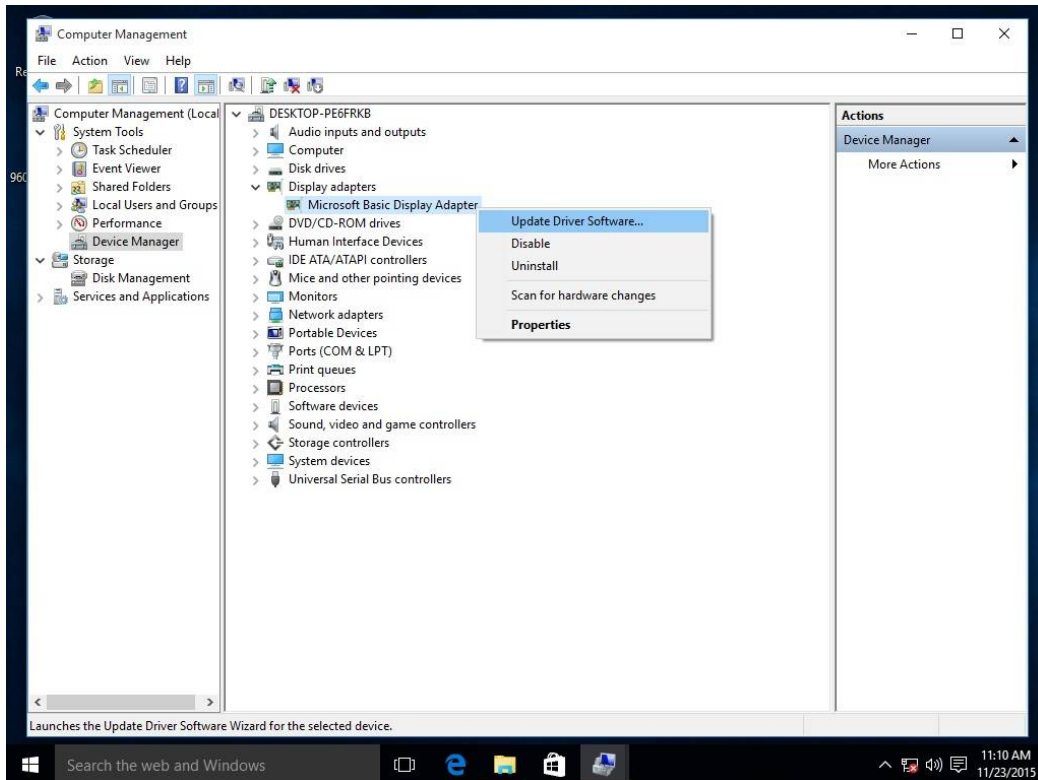 Computer Management
File Action View Help
Re
960
Computer Management (Local
System Tools
Task Scheduler
Event Viewer
Shared Folders
Local Users and Groups
Performance
Device Manager
Storage
Disk Management
Services and Applications
DESKTOP-PE6FRKB
Audio inputs and outputs
Computer
Disk drives
Display adapters
Microsoft Basic Display Adapter
DVD/CD-ROM drives
Human Interface Devices
IDE ATA/ATAPI controllers
Mice and other pointing devices
Monitors
Network adapters
Portable Devices
Ports (COM & LPT)
Print queues
Processors
Software devices
Sound, video and game controllers
Storage controllers
System devices
Universal Serial Bus controllers
Update Driver Software...
Disable
Uninstall
Scan for hardware changes
Properties
Actions
Device Manager
More Actions
Launches the Update Driver Software Wizard for the selected device.
Search the web and Windows
11:10 AM
11/23/2015